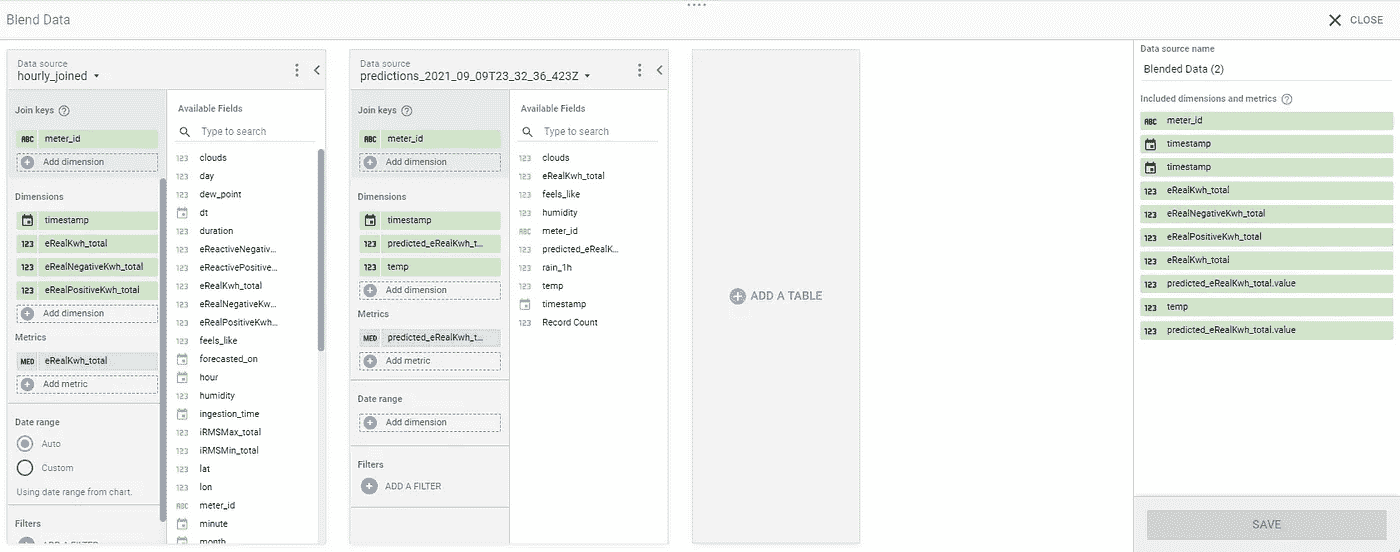 Blend Data
CLOSE
Data source
hourly_joined
Join keys
ABC meter_id
Add dimension
Dimensions
timestamp
123 eRealKwh_total
123 eRealNegativeKwh_total
123 eRealPositiveKwh_total
Add dimension
Metrics
MED eRealKwh_total
Add metric
Date range
Auto
Custom
Using date range from chart.
Filters
ADD A FILTER
Available Fields
Type to search
123 clouds
123 day
123 dew_point
dt
123 duration
123 eReactiveNegativ...
123 eReactivePositive...
123 eRealKwh_total
123 eRealNegativeKw...
123 eRealPositiveKwh...
123 feels_like
forecasted_on
hour
123 humidity
ingestion_time
123 iRMSMax_total
123 iRMSMin_total
123 lat
123 lon
ABC meter_id
minute
month
Data source
predictions_2021_09_09T23_32_36_423Z
Join keys
ABC meter_id
Add dimension
Dimensions
timestamp
123 predicted_eRealKwh_t...
123 temp
Add dimension
Metrics
MED predicted_eRealKwh_t...
Add metric
Date range
Add dimension
Filters
ADD A FILTER
Available Fields
Type to search
123 clouds
123 eRealKwh_total
123 feels_like
123 humidity
ABC meter_id
123 predicted_eRealK...
123 rain_1h
123 temp
timestamp
123 Record Count
ADD A TABLE
Data source name
Blended Data (2)
Included dimensions and metrics
ABC meter_id
timestamp
timestamp
123 eRealKwh_total
123 eRealNegativeKwh_total
123 eRealPositiveKwh_total
123 eRealKwh_total
123 predicted_eRealKwh_total.value
123 temp
123 predicted_eRealKwh_total.value
SAVE